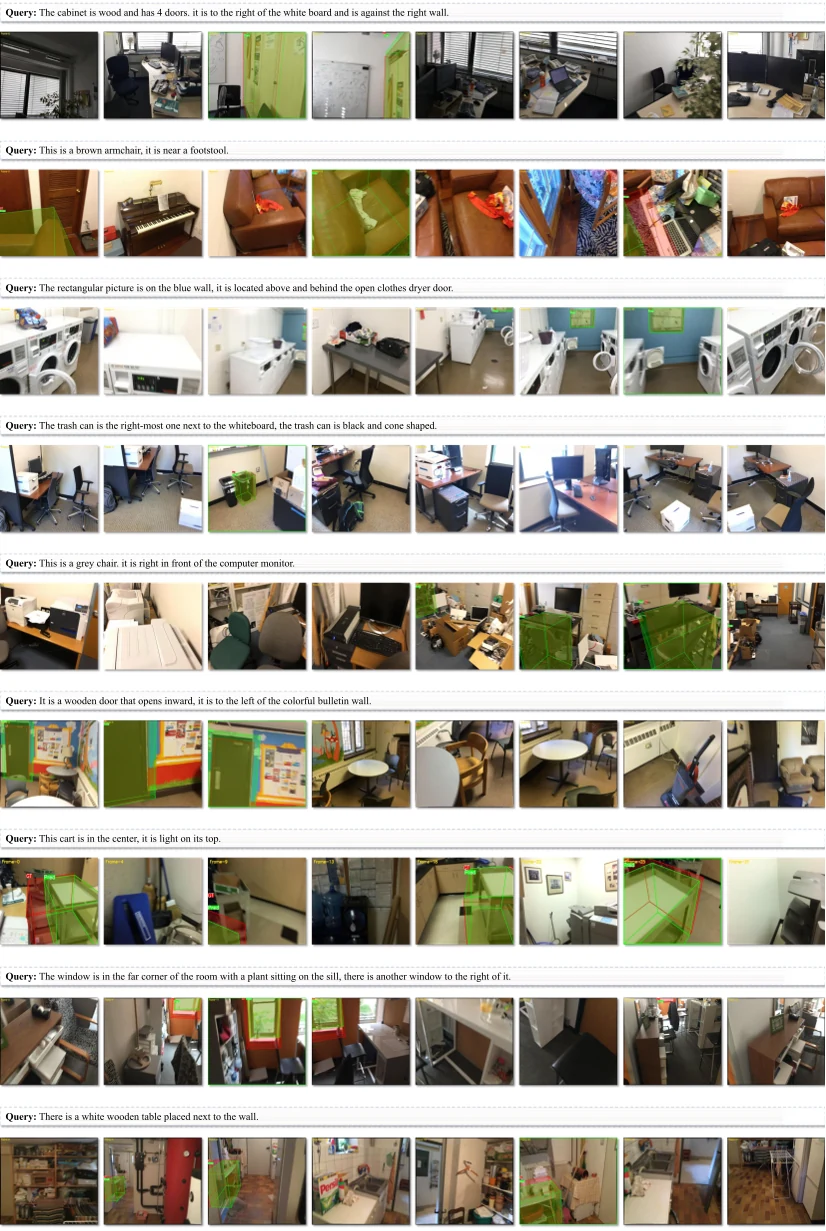 Query: The cabinet is wood and has 4 doors. it is to the right of the white board and is against the right wall.
Query: This is a brown armchair, it is near a footstool.
Query: The rectangular picture is on the blue wall, it is located above and behind the open clothes dryer door.
Query: The trash can is the right-most one next to the whiteboard, the trash can is black and cone shaped.
Query: This is a grey chair. it is right in front of the computer monitor.
Query: It is a wooden door that opens inward, it is to the left of the colorful bulletin wall.
Query: This cart is in the center, it is light on its top.
Query: The window is in the far corner of the room with a plant sitting on the sill, there is another window to the right of it.
Query: There is a white wooden table placed next to the wall.